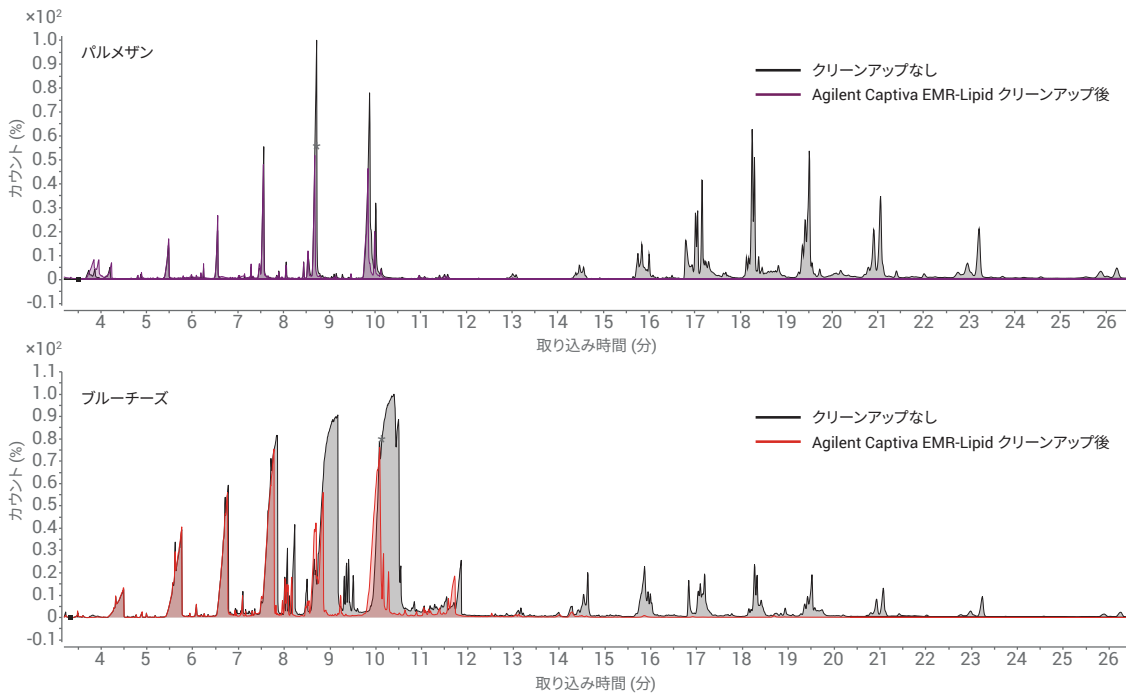 ×10²
パルメザン
クリーンアップなし
Agilent Captiva EMR-Lipid クリーンアップ後
カウント (%)
1.0
0.9
0.8
0.7
0.6
0.5
0.4
0.3
0.2
0.1
0
-0.1
4 5 6 7 8 9 10 11 12 13 14 15 16 17 18 19 20 21 22 23 24 25 26
取り込み時間 (分)
×10²
ブルーチーズ
クリーンアップなし
Agilent Captiva EMR-Lipid クリーンアップ後
カウント (%)
1.1
1.0
0.9
0.8
0.7
0.6
0.5
0.4
0.3
0.2
0.1
0
-0.1
4 5 6 7 8 9 10 11 12 13 14 15 16 17 18 19 20 21 22 23 24 25 26
取り込み時間 (分)